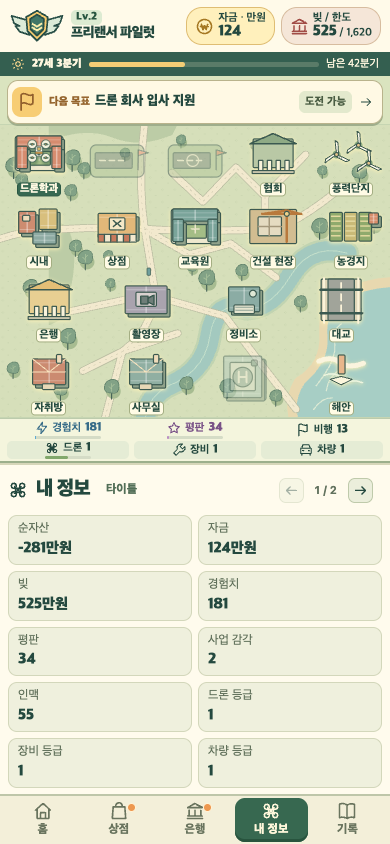 Lv.2
프리랜서 파일럿
자금 · 만원
124
빚 / 한도
525 / 1,620
27세 3분기
남은 42분기
다음 목표 드론 회사 입사 지원
도전 가능
드론학과
협회
풍력단지
시내
상점
교육원
건설 현장
농경지
은행
촬영장
정비소
대교
H
자취방
사무실
해안
경험치 181
평판 34
비행 13
드론 1
장비 1
차량 1
내 정보
타이틀
1 / 2
순자산
-281만원
자금
124만원
빚
525만원
경험치
181
평판
34
사업 감각
2
인맥
55
드론 등급
1
장비 등급
1
차량 등급
1
홈
상점
은행
내 정보
기록